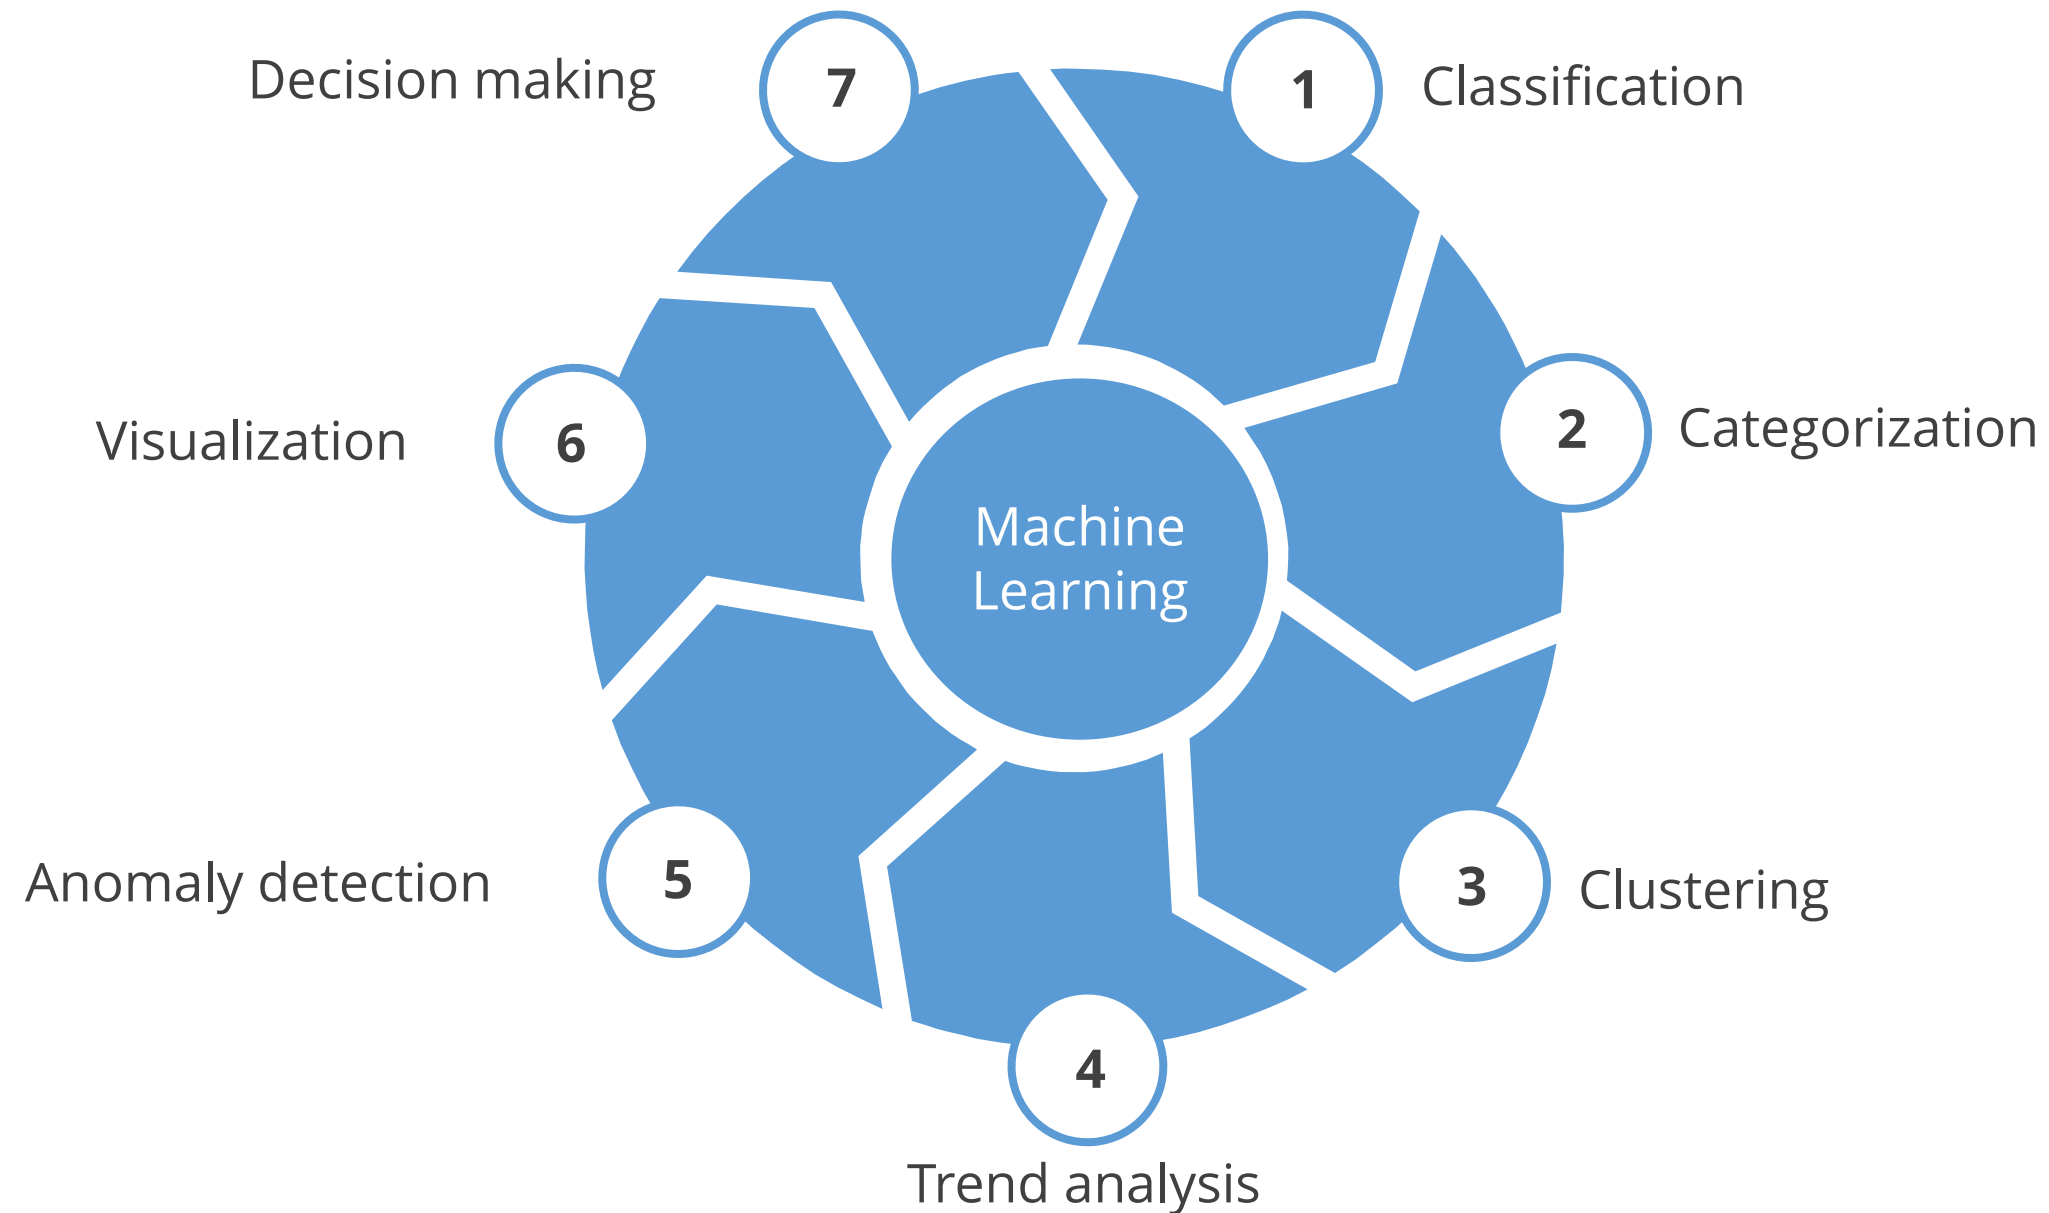 7
Decision making
1
Classification
2
Categorization
6
Visualization
Machine
Learning
5
Anomaly detection
3
Clustering
4
Trend analysis